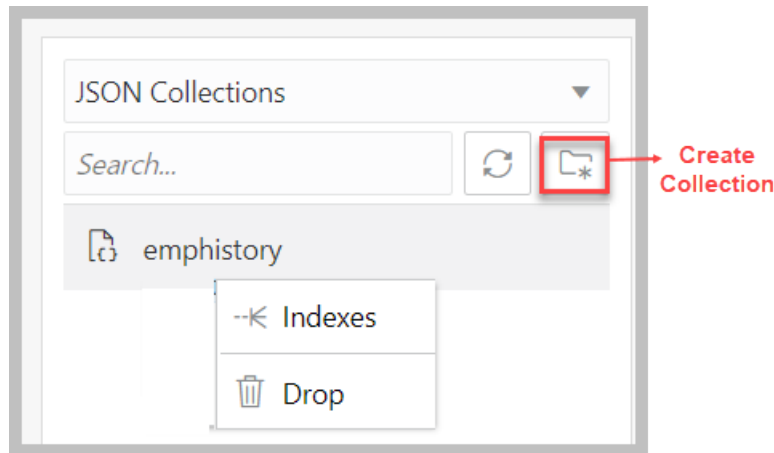 JSON Collections
Search...
Create
Collection
emphistory
Indexes
Drop